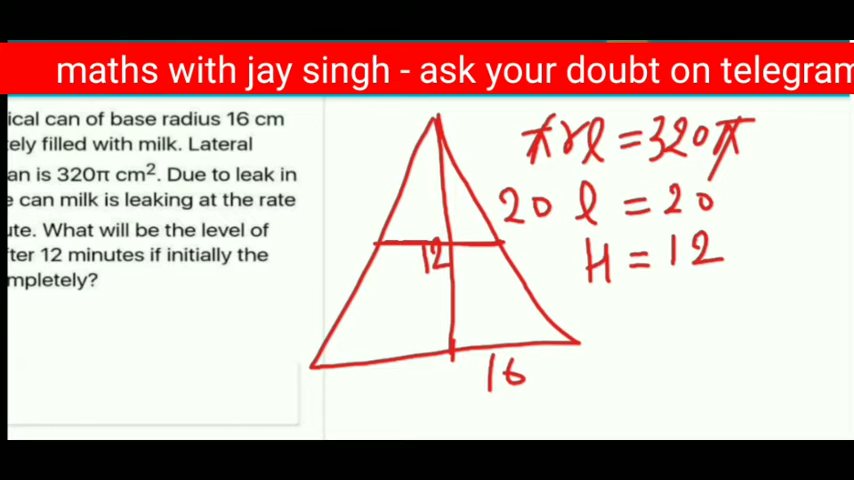 maths with jay singh - ask your doubt on telegram
ical can of base radius 16 cm
ely filled with milk. Lateral
an is 320π cm². Due to leak in
can milk is leaking at the rate
ute. What will be the level of
ter 12 minutes if initially the
mpletely?
πrl = 320π
20 l = 20
H = 12
12
16